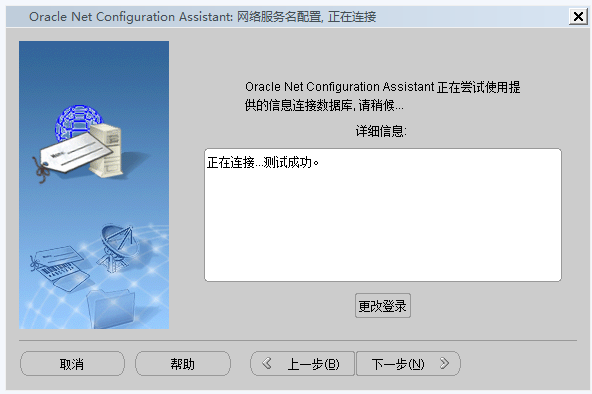 Oracle Net Configuration Assistant: 网络服务名配置, 正在连接
Oracle Net Configuration Assistant 正在尝试使用提
供的信息连接数据库, 请稍候...
详细信息:
正在连接...测试成功。
更改登录
取消
帮助
上一步(B)
下一步(N)